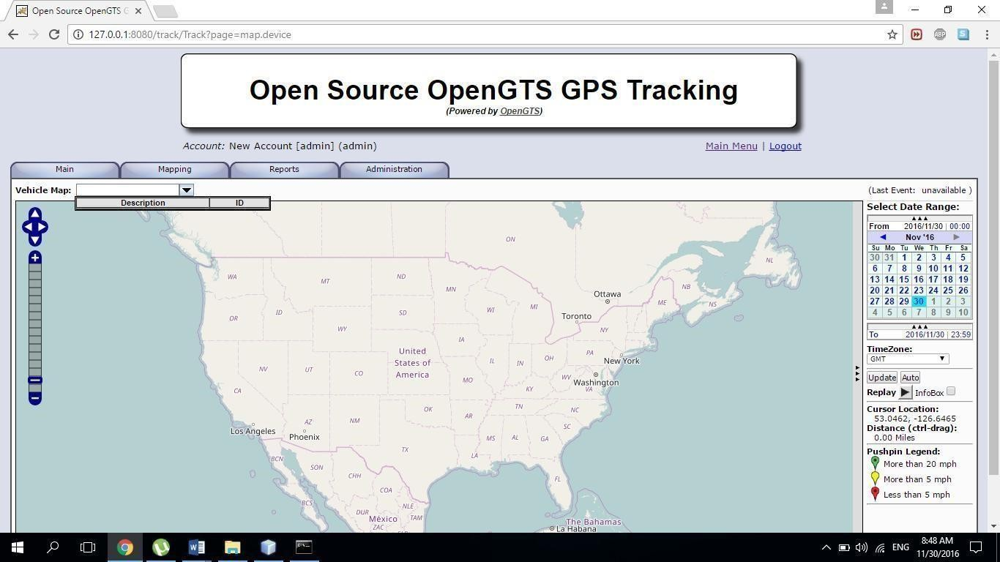 Open Source OpenGTS G
127.0.0.1:8080/track/Track?page=map.device
ABP
S
Open Source OpenGTS GPS Tracking
(Powered by OpenGTS)
Account: New Account [admin] (admin)
Main Menu | Logout
Main
Mapping
Reports
Administration
Vehicle Map:
(Last Event: unavailable )
Description
ID
ON
NL
WA
MT
ND
MN
OR
ID
SD
WI
MI
Ottawa
NB
ME
NS
Toronto
WY
IA
NY
NV
UT
CO
United
States of
America
IL
IN
OH
PA
New York
MO
WV
Washington
VA
KY
CA
AZ
NM
OK
AR
TN
NC
SC
Los Angeles
Phoenix
TX
MS
AL
GA
LA
BCN
SON
CHH
COA
FL
BCS
DUR
NLE
México
TAM
ZAC
The Bahamas
La Habana
Select Date Range:
From 2016/11/30 | 00:00
Nov '16
Su Mo Tu We Th Fr Sa
30 31 1 2 3 4 5
6 7 8 9 10 11 12
13 14 15 16 17 18 19
20 21 22 23 24 25 26
27 28 29 30 1 2 3
4 5 6 7 8 9 10
To 2016/11/30 | 23:59
TimeZone:
GMT
Update Auto
Replay InfoBox
Cursor Location:
53.0462, -126.6465
Distance (ctrl-drag):
0.00 Miles
Pushpin Legend:
More than 20 mph
More than 5 mph
Less than 5 mph
ENG
8:48 AM
11/30/2016